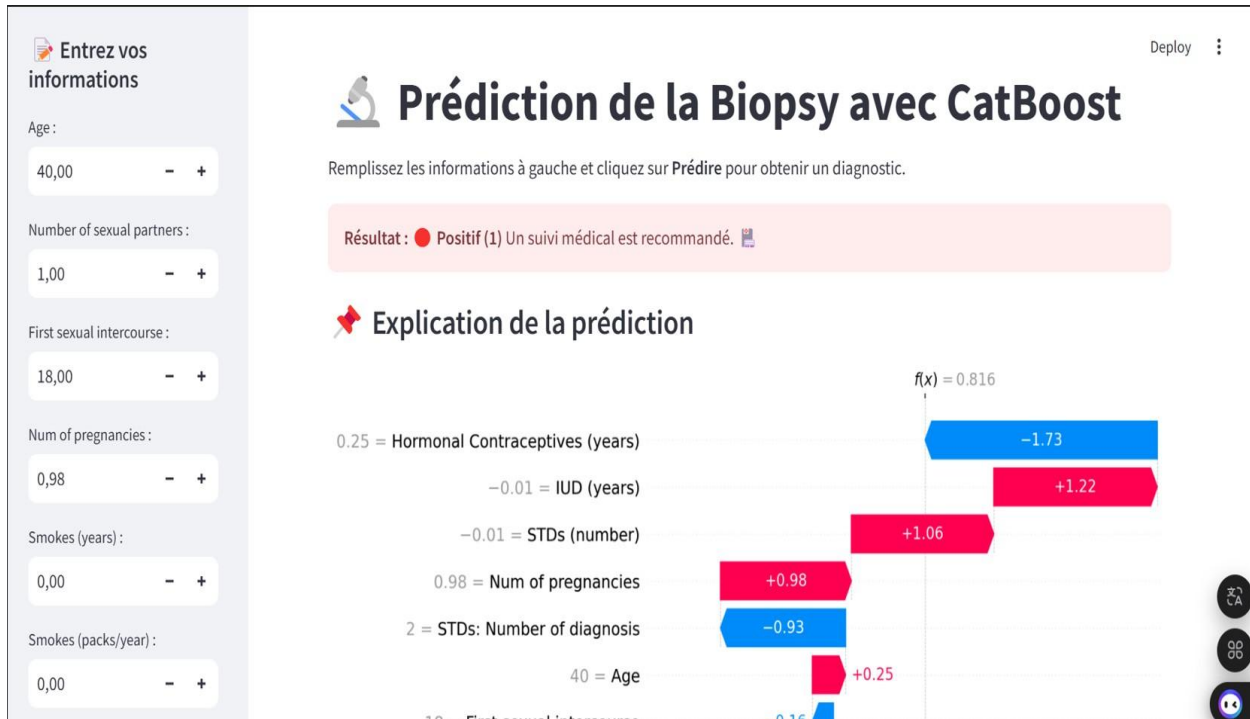 Entrez vos
informations
Age :
40,00 - +
Number of sexual partners :
1,00 - +
First sexual intercourse :
18,00 - +
Num of pregnancies :
0,98 - +
Smokes (years) :
0,00 - +
Smokes (packs/year) :
0,00 - +
Deploy
Prédiction de la Biopsy avec CatBoost
Remplissez les informations à gauche et cliquez sur Prédire pour obtenir un diagnostic.
Résultat : Positif (1) Un suivi médical est recommandé.
Explication de la prédiction
f(x) = 0.816
0.25 = Hormonal Contraceptives (years) −1.73
−0.01 = IUD (years) +1.22
−0.01 = STDs (number) +1.06
0.98 = Num of pregnancies +0.98
2 = STDs: Number of diagnosis −0.93
40 = Age +0.25